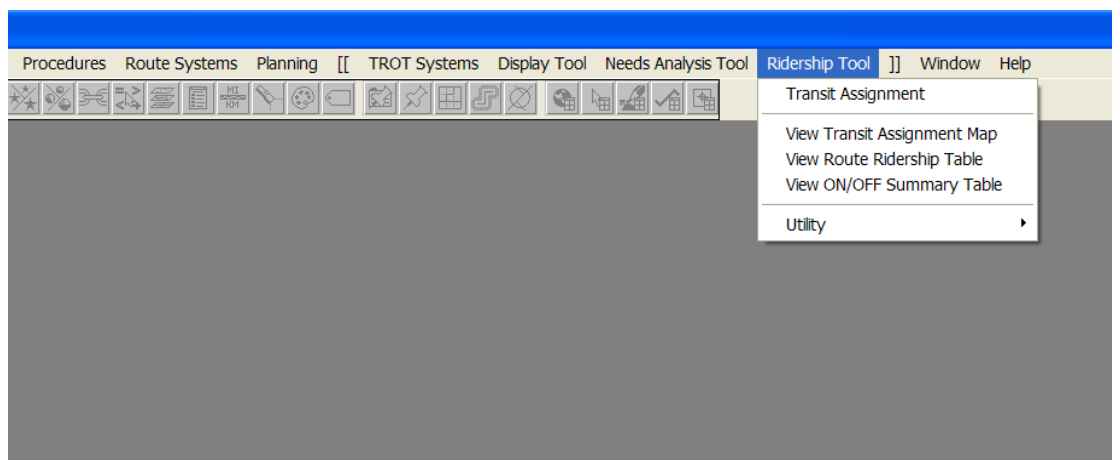 Procedures Route Systems Planning [[ TROT Systems Display Tool Needs Analysis Tool Ridership Tool ]] Window Help
MI
KM
Transit Assignment
View Transit Assignment Map
View Route Ridership Table
View ON/OFF Summary Table
Utility